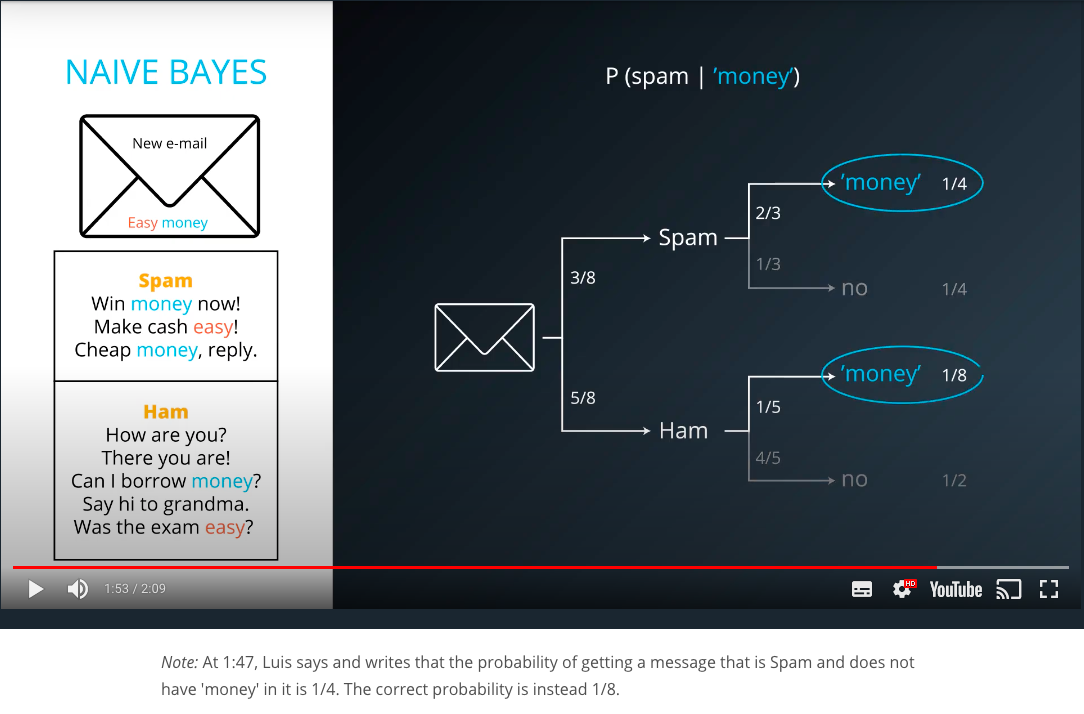 NAIVE BAYES
New e-mail
Easy money
Spam
Win money now!
Make cash easy!
Cheap money, reply.
Ham
How are you?
There you are!
Can I borrow money?
Say hi to grandma.
Was the exam easy?
P (spam | 'money')
3/8
5/8
Spam
2/3
1/3
'money' 1/4
no 1/4
Ham
1/5
4/5
'money' 1/8
no 1/2
1:53 / 2:09
HD
YouTube
Note: At 1:47, Luis says and writes that the probability of getting a message that is Spam and does not
have 'money' in it is 1/4. The correct probability is instead 1/8.